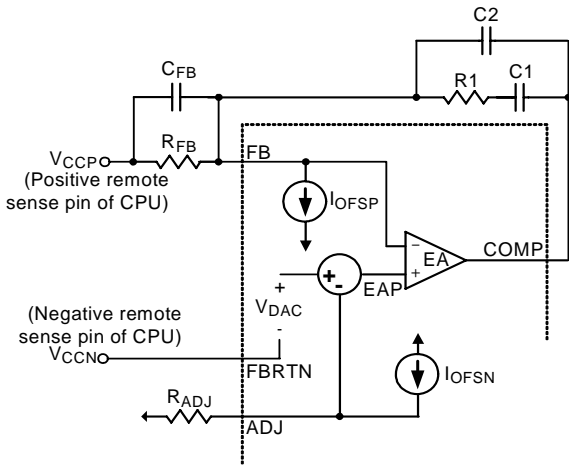 C2
C1
R1
CFB
RFB
VCCP
(Positive remote
sense pin of CPU)
FB
IOFSP
EA
COMP
+
-
EAP
+
VDAC
-
(Negative remote
sense pin of CPU)
VCCN
FBRTN
IOFSN
RADJ
ADJ